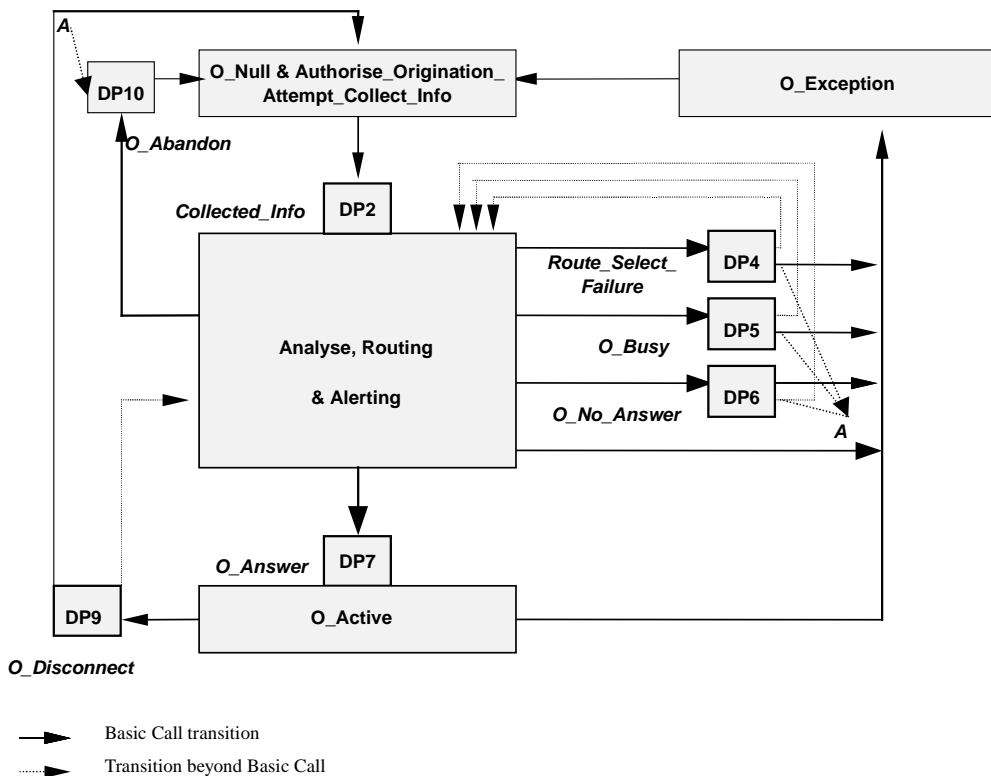 A
O_Null & Authorise_Origination_
Attempt_Collect_Info
O_Exception
DP10
O_Abandon
Collected_Info
DP2
Route_Select_
Failure
DP4
Analyse, Routing
& Alerting
O_Busy
DP5
O_No_Answer
DP6
A
O_Answer
DP7
DP9
O_Active
O_Disconnect
Basic Call transition
Transition beyond Basic Call